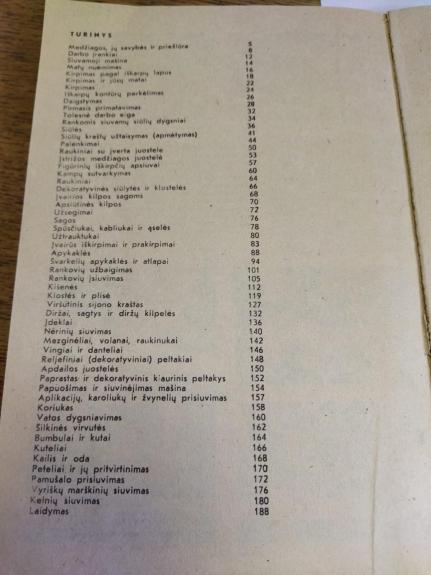 TURINYS
Medžiagos, jų savybės ir priežiūra 5
Darbo įrankiai 8
Siuvamoji mašina 12
Matų nuėmimas 14
Kirpimas pagal iškarpų lapus 16
Kirpimas ir jūsų matai 18
Kirpimas 22
Iškarpų kontūrų perkėlimas 24
Daigstymas 26
Pirmasis primatavimas 28
Tolesnė darbo eiga 32
Rankomis siuvamų siūlių dygsniai 34
Siūlės 36
Siūlių kraštų užtaisymas (apmėtymas) 41
Palenkimai 44
Raukiniai su įverta juostele 50
Įstrižos medžiagos juostelė 53
Figūrinių iškirpčių apsiuvai 57
Kampų sutvarkymas 60
Raukiniai 64
Dekoratyvinės siūlytės ir klostelės 66
Įvairios kilpos sagoms 68
Apsiūtinės kilpos 70
Užsegimai 72
Sagos 76
Spūsčiukai, kabliukai ir ąselės 78
Užtrauktukai 80
Įvairūs iškirpimai ir prakirpimai 83
Apykaklės 88
Švarkelių apykaklės ir atlapai 94
Rankovių užbaigimas 101
Rankovių įsiuvimas 105
Kišenės 112
Klostės ir plisė 119
Viršutinis sijono kraštas 127
Diržai, sagtys ir diržų kilpelės 132
Įdėklai 136
Nėrinių siuvimas 140
Mezginėliai, volanai, raukinukai 142
Vingiai ir danteliai 146
Reljefiniai (dekoratyviniai) peltakiai 148
Apdailos juostelės 150
Paprastas ir dekoratyvinis kiaurinis peltakys 152
Papuošimas ir siuvinėjimas mašina 154
Aplikacijų, karoliukų ir žvynelių prisiuvimas 157
Koriukas 158
Vatos dygsniavimas 160
Šilkinės virvutės 162
Bumbulai ir kutai 164
Kuteliai 166
Kailis ir oda 168
Peteliai ir jų pritvirtinimas 170
Pamušalo prisiuvimas 172
Vyriškų marškinių siuvimas 176
Kelnių siuvimas 180
Laidymas 188